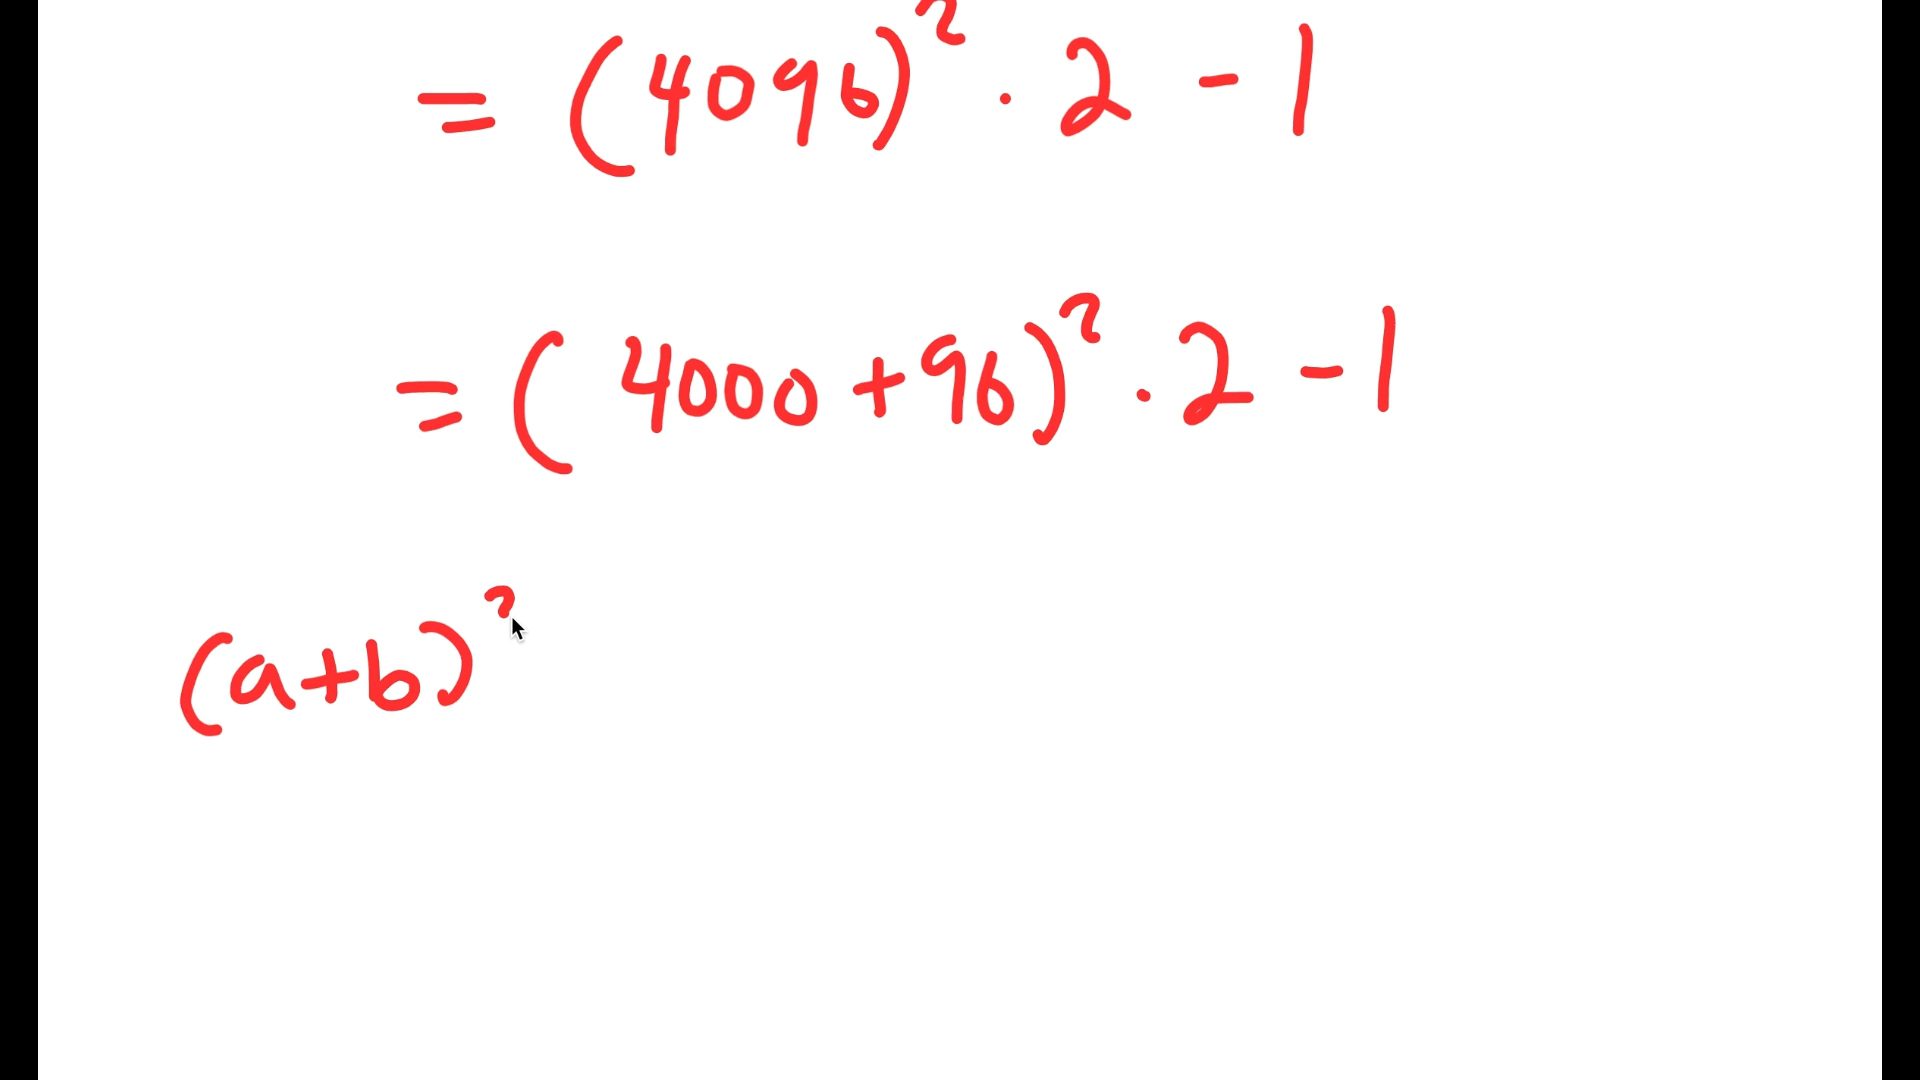 = (4096)² · 2 - 1
= (4000 + 96)² · 2 - 1
(a+b)²